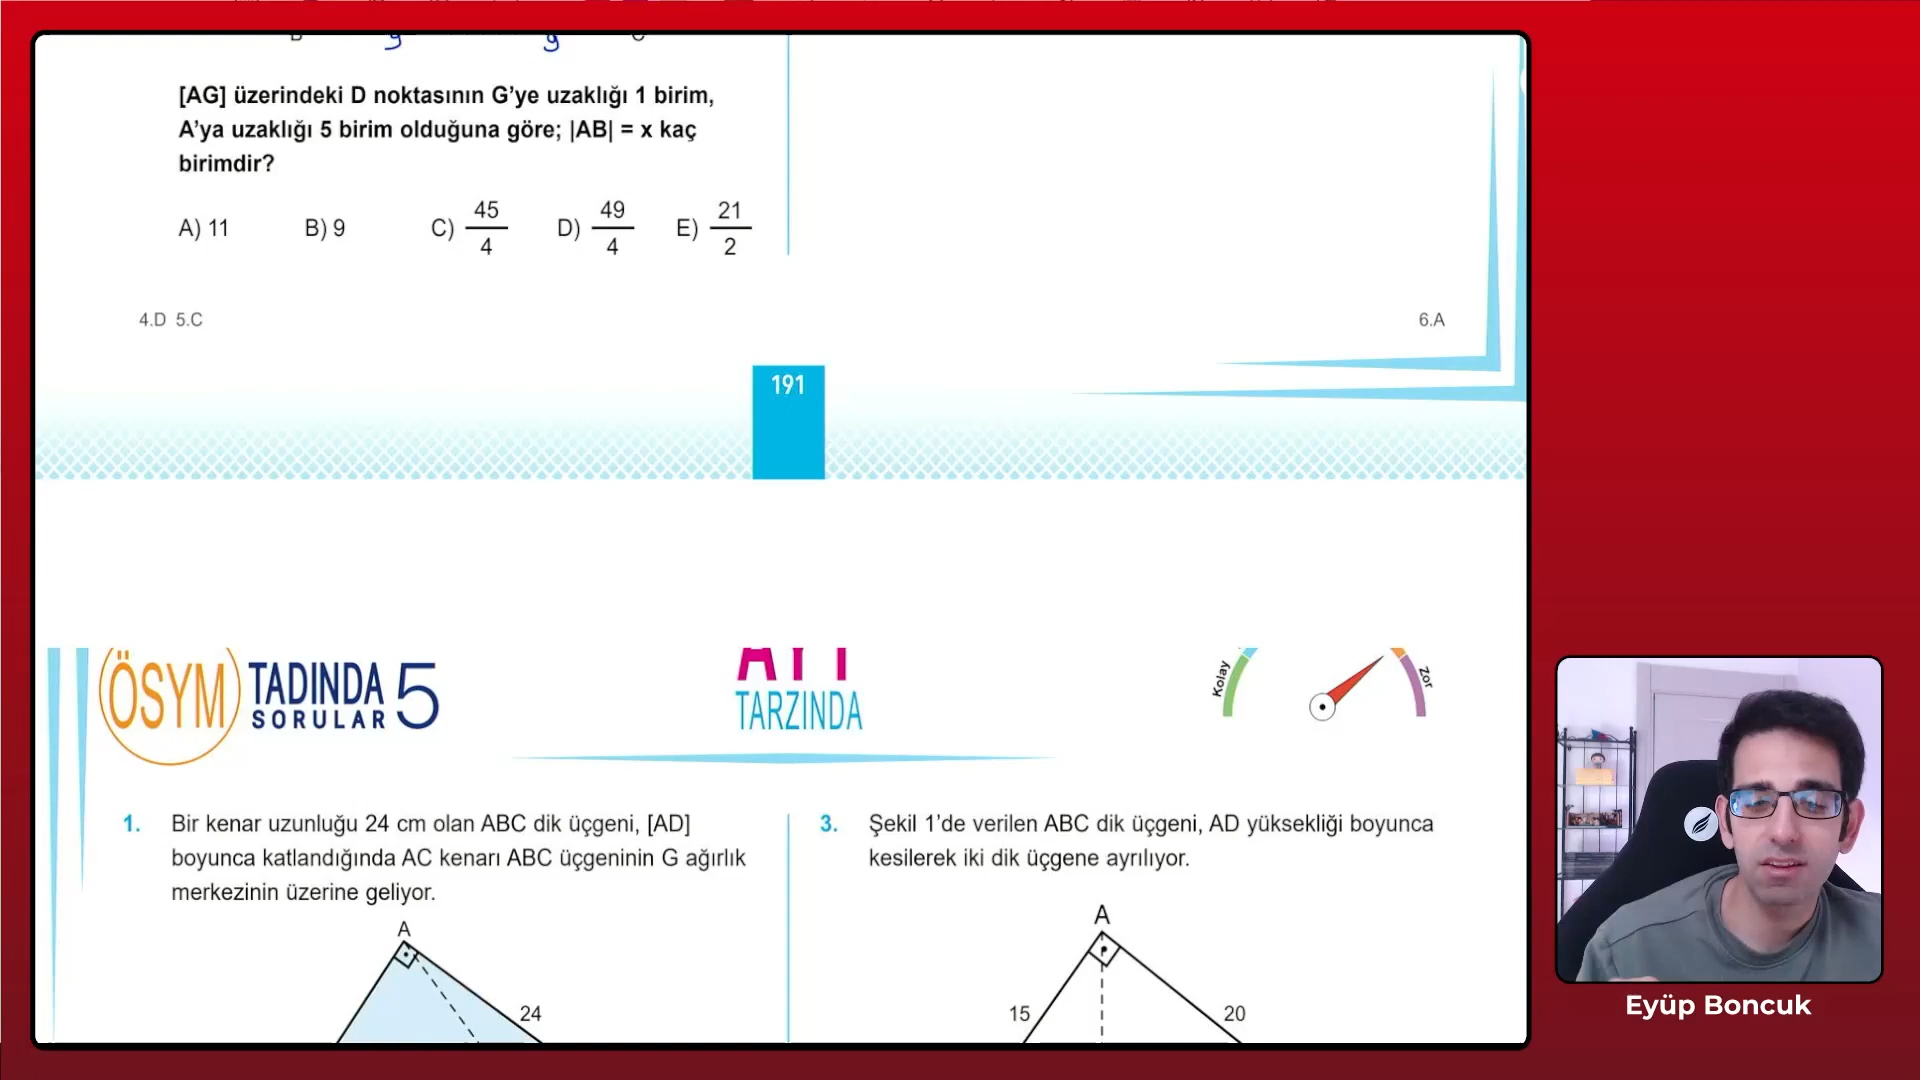 B
9
9
C
[AG] üzerindeki D noktasının G’ye uzaklığı 1 birim,
A’ya uzaklığı 5 birim olduğuna göre; |AB| = x kaç
birimdir?
A) 11 B) 9 C) 45/4 D) 49/4 E) 21/2
4.D 5.C
6.A
191
ÖSYM TADINDA SORULAR 5
TARZINDA
Kolay
Zor
1. Bir kenar uzunluğu 24 cm olan ABC dik üçgeni, [AD]
boyunca katlandığında AC kenarı ABC üçgeninin G ağırlık
merkezinin üzerine geliyor.
A
24
3. Şekil 1’de verilen ABC dik üçgeni, AD yüksekliği boyunca
kesilerek iki dik üçgene ayrılıyor.
A
15
20
Eyüp Boncuk